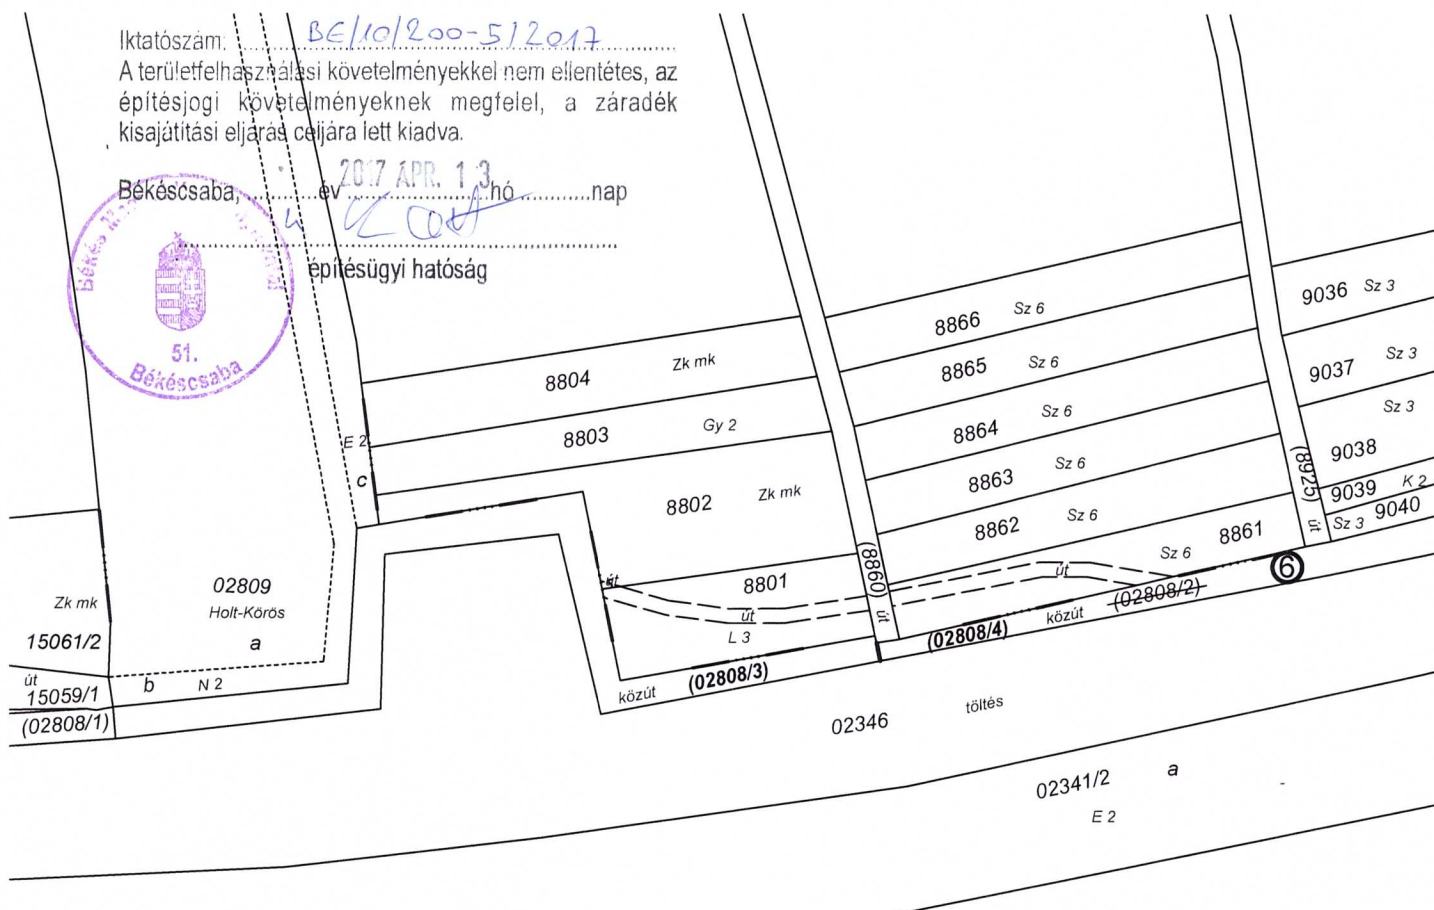 Iktatószám: BE/10/200-5/2017
A területfelhasználási követelményekkel nem ellentétes, az
építésjogi követelményeknek megfelel, a záradék
kisajátítási eljárás céljára lett kiadva.
Békéscsaba, ........ év ........ hó ........ nap
2017 ÁPR. 13.
építésügyi hatóság
Békés
51.
Békéscsaba
8866 Sz 6
9036 Sz 3
8804 Zk mk
8865 Sz 6
9037 Sz 3
8803 Gy 2
8864 Sz 6
Sz 3
9038
E 2
c
8863 Sz 6
(8925) út
9039 K 2
8802 Zk mk
8862 Sz 6
8861 Sz 6
Sz 3 9040
6
(8860) út
02809
Holt-Körös
a
út
8801
út
L 3
út
(02808/2)
Zk mk
15061/2
közút
(02808/4)
út
15059/1
b N 2
közút (02808/3)
(02808/1)
02346 töltés
02341/2 a
E 2